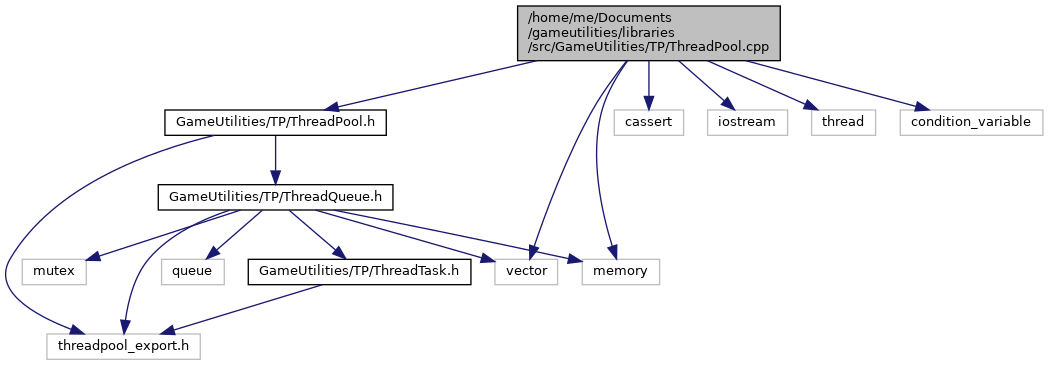 /home/me/Documents
/gameutilities/libraries
/src/GameUtilities/TP/ThreadPool.cpp
GameUtilities/TP/ThreadPool.h
cassert
iostream
thread
condition_variable
GameUtilities/TP/ThreadQueue.h
mutex
queue
GameUtilities/TP/ThreadTask.h
vector
memory
threadpool_export.h